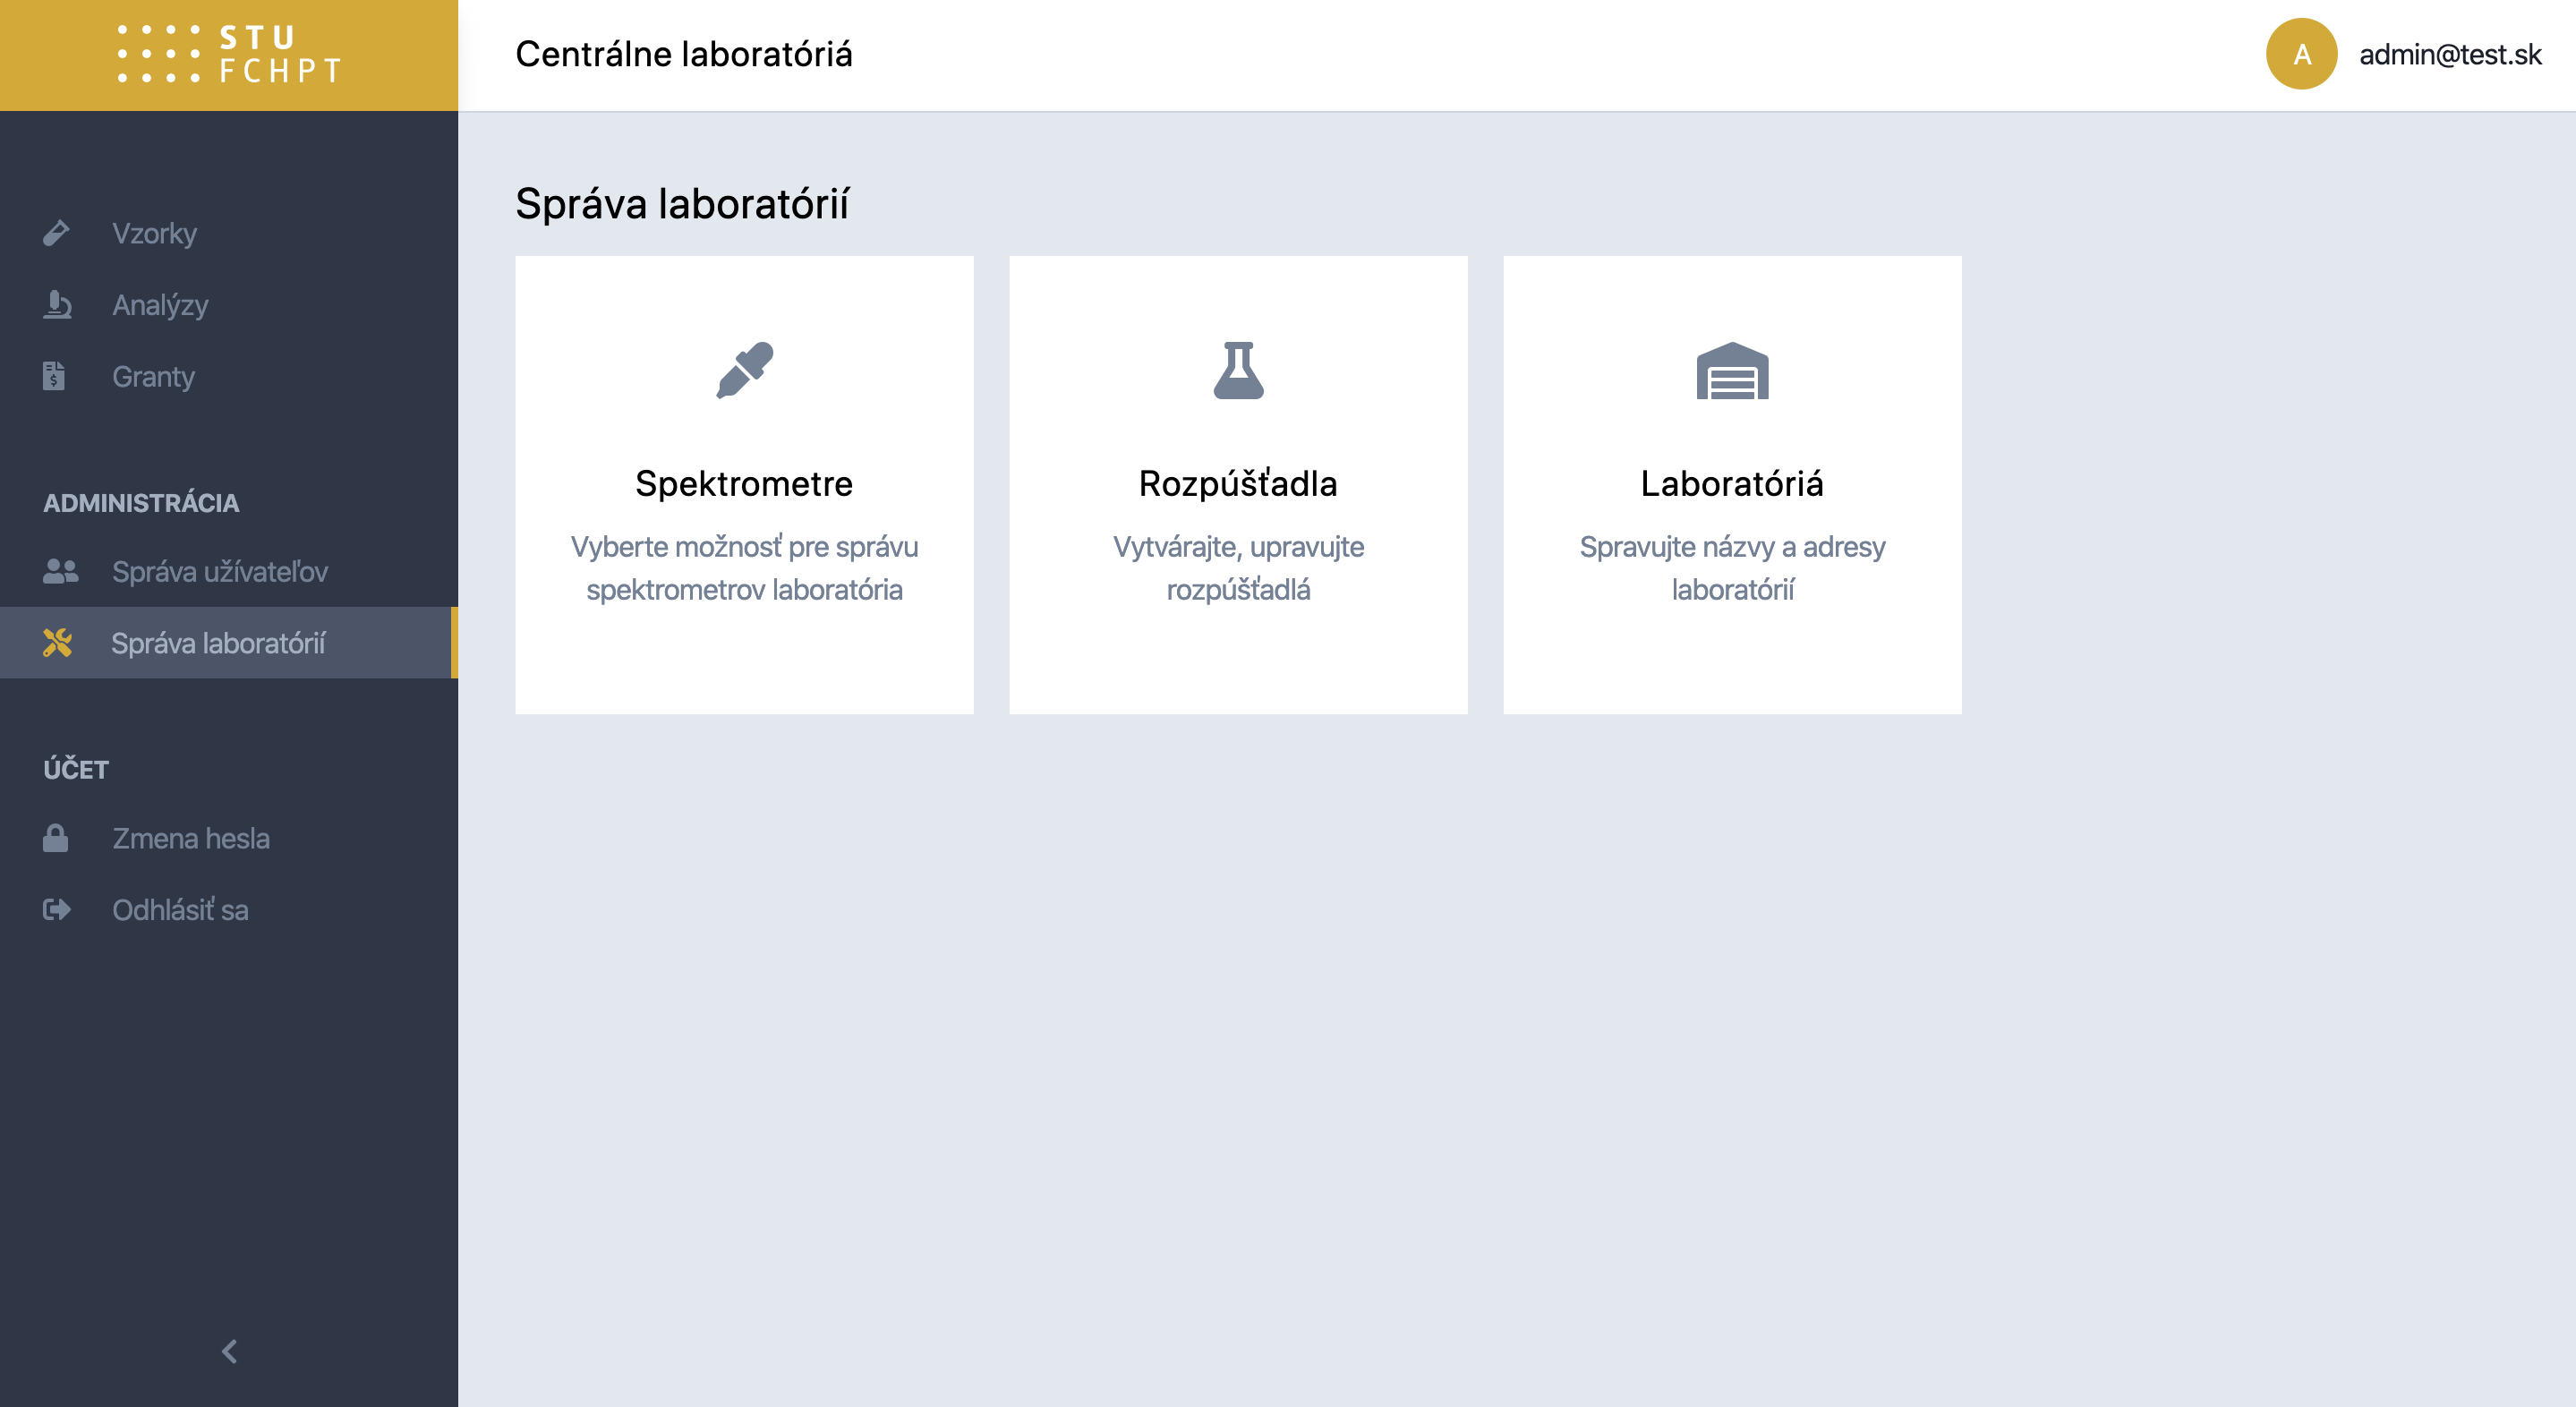 STU
FCHPT
Centrálne laboratóriá
A
admin@test.sk
Vzorky
Analýzy
Granty
ADMINISTRÁCIA
Správa užívateľov
Správa laboratórií
ÚČET
Zmena hesla
Odhlásiť sa
Správa laboratórií
Spektrometre
Vyberte možnosť pre správu
spektrometrov laboratória
Rozpúšťadla
Vytvárajte, upravujte
rozpúšťadlá
Laboratóriá
Spravujte názvy a adresy
laboratórií